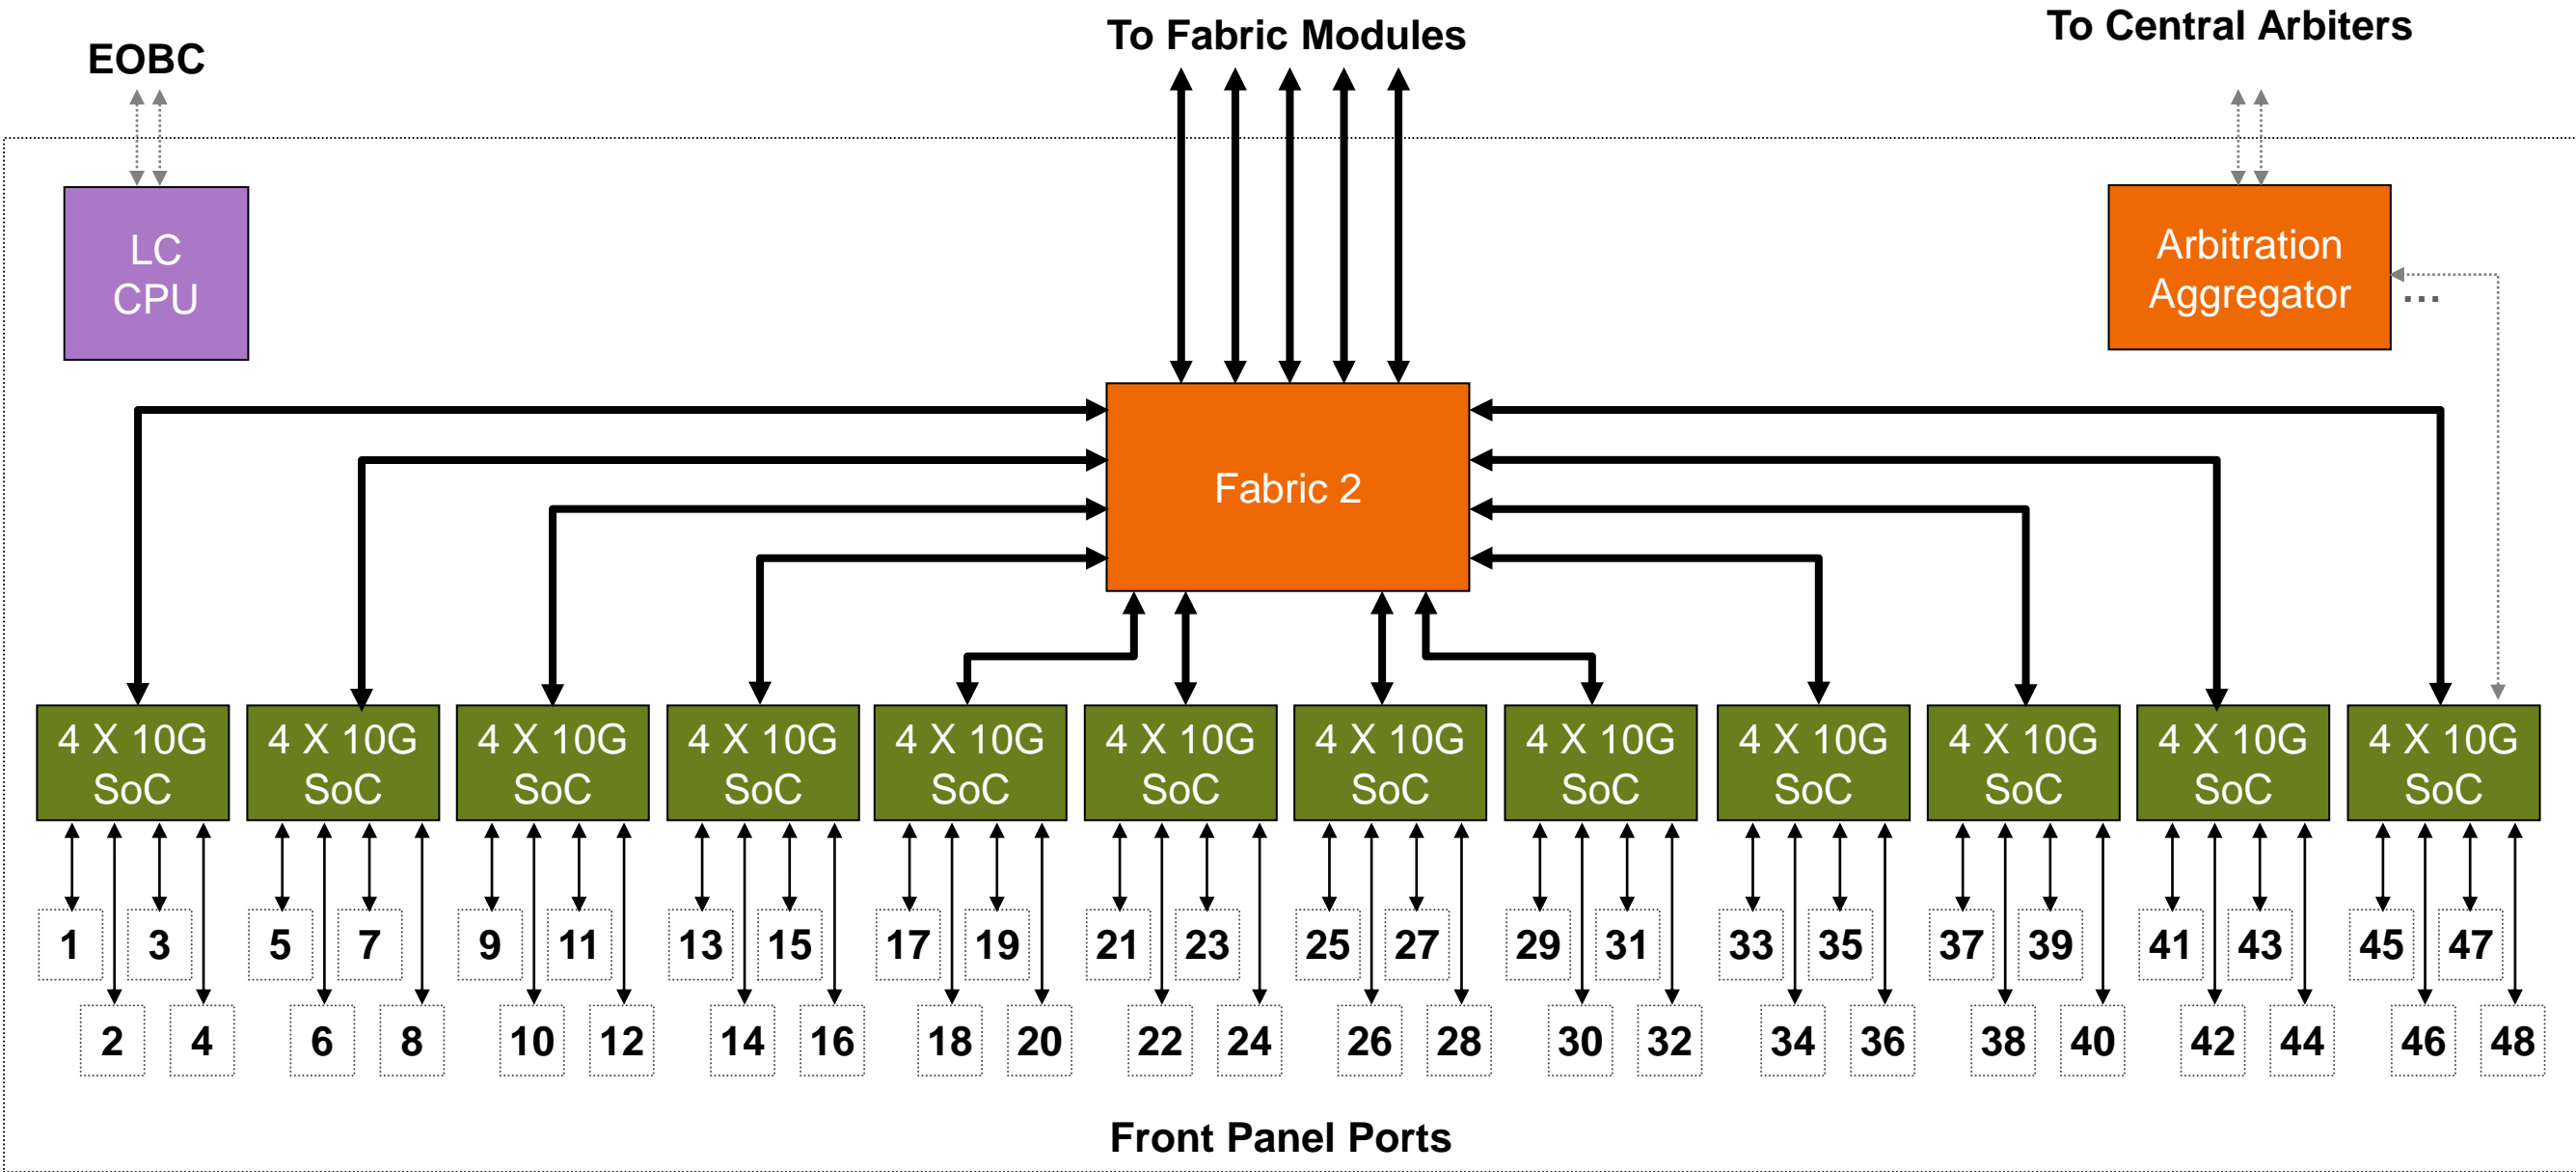 To Fabric Modules
To Central Arbiters
EOBC
LC
CPU
Arbitration
Aggregator
...
Fabric 2
4 X 10G
SoC
4 X 10G
SoC
4 X 10G
SoC
4 X 10G
SoC
4 X 10G
SoC
4 X 10G
SoC
4 X 10G
SoC
4 X 10G
SoC
4 X 10G
SoC
4 X 10G
SoC
4 X 10G
SoC
4 X 10G
SoC
1 3 5 7 9 11 13 15 17 19 21 23 25 27 29 31 33 35 37 39 41 43 45 47
2 4 6 8 10 12 14 16 18 20 22 24 26 28 30 32 34 36 38 40 42 44 46 48
Front Panel Ports